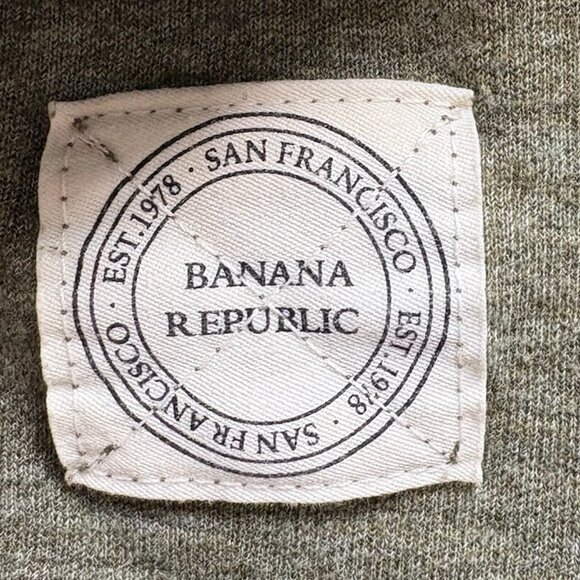 EST.1978 · SAN FRANCISCO · EST.1978 · SAN FRANCISCO ·
BANANA
REPUBLIC